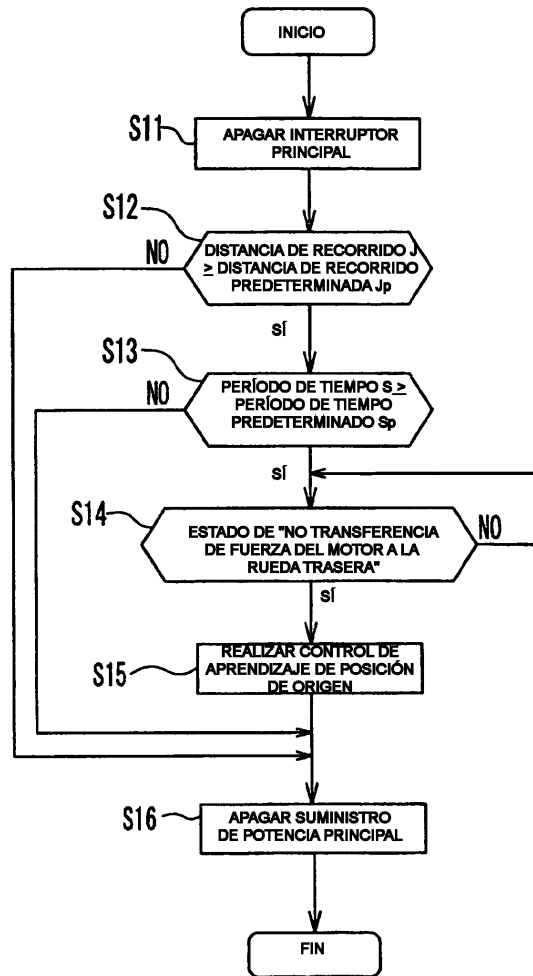 INICIO
S11
APAGAR INTERRUPTOR
PRINCIPAL
S12
NO
DISTANCIA DE RECORRIDO J
≥ DISTANCIA DE RECORRIDO
PREDETERMINADA Jp
SÍ
S13
NO
PERÍODO DE TIEMPO S ≥
PERÍODO DE TIEMPO
PREDETERMINADO Sp
SÍ
S14
NO
ESTADO DE "NO TRANSFERENCIA
DE FUERZA DEL MOTOR A LA
RUEDA TRASERA"
SÍ
S15
REALIZAR CONTROL DE
APRENDIZAJE DE POSICIÓN
DE ORIGEN
S16
APAGAR SUMINISTRO
DE POTENCIA PRINCIPAL
FIN